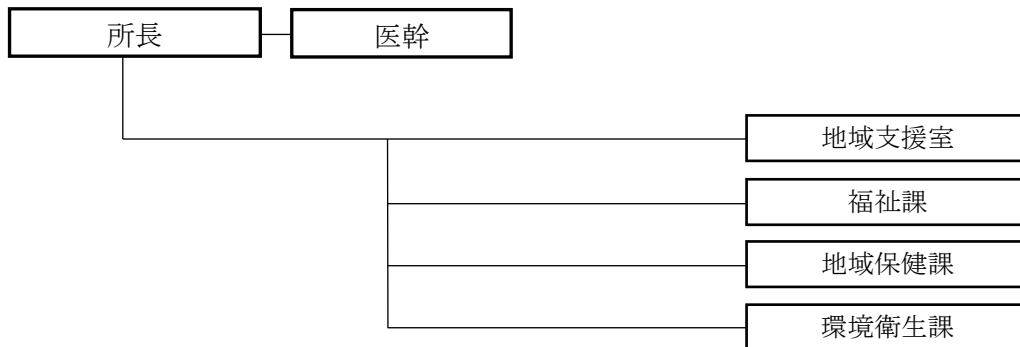 所長
医幹
地域支援室
福祉課
地域保健課
環境衛生課